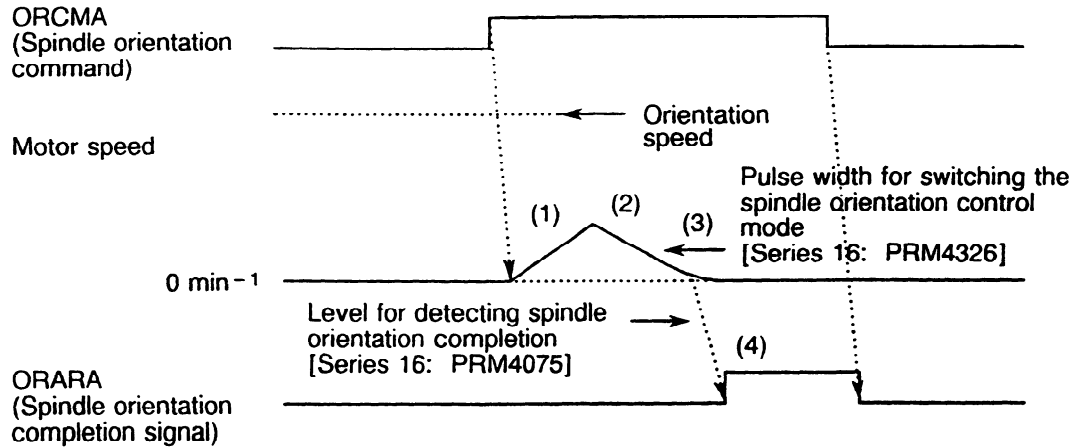 ORCMA
(Spindle orientation
command)
Orientation
speed
Motor speed
Pulse width for switching the
spindle orientation control
mode
[Series 16: PRM4326]
(1)
(2)
(3)
0 min⁻¹
Level for detecting spindle
orientation completion
[Series 16: PRM4075]
(4)
ORARA
(Spindle orientation
completion signal)